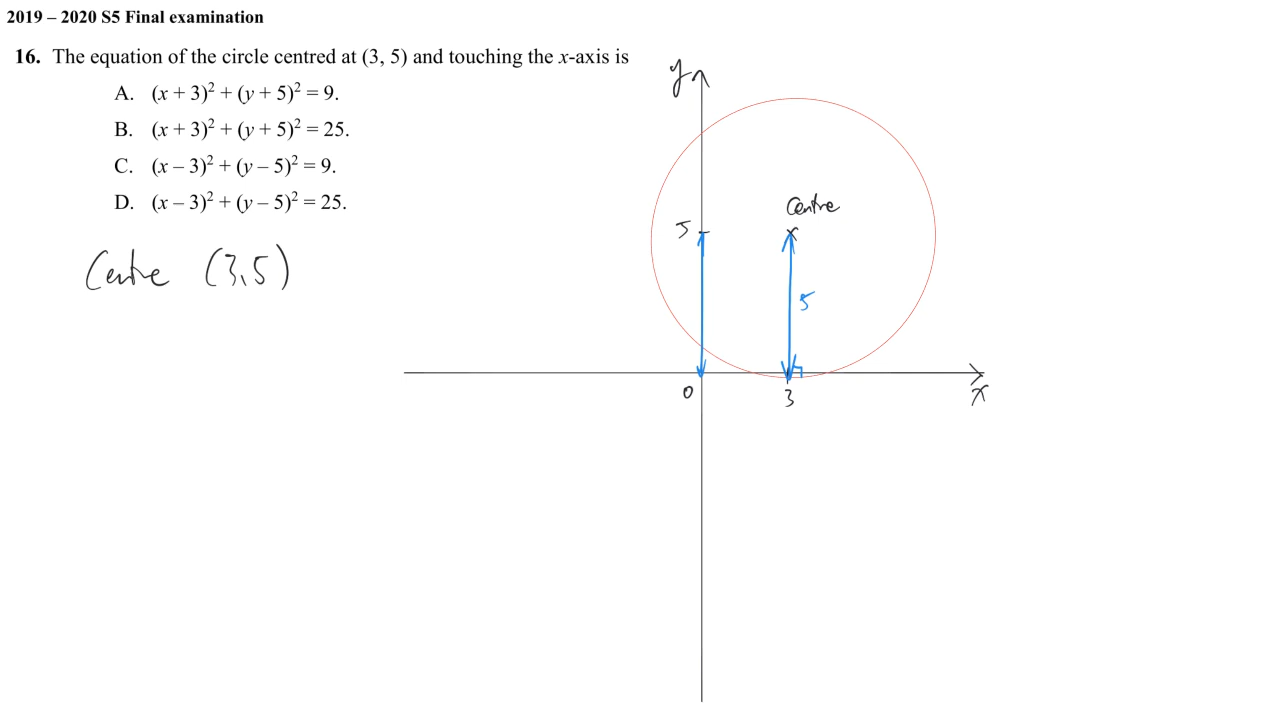 2019 – 2020 S5 Final examination
16. The equation of the circle centred at (3, 5) and touching the x-axis is
A. (x + 3)² + (y + 5)² = 9.
B. (x + 3)² + (y + 5)² = 25.
C. (x – 3)² + (y – 5)² = 9.
D. (x – 3)² + (y – 5)² = 25.
Centre (3,5)
y
Centre
5
5
0
3
x